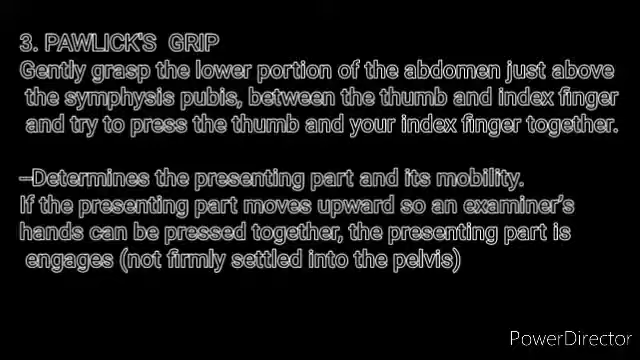 3. PAWLICK'S GRIP
Gently grasp the lower portion of the abdomen just above
the symphysis pubis, between the thumb and index finger
and try to press the thumb and your index finger together.
--Determines the presenting part and its mobility.
If the presenting part moves upward so an examiner's
hands can be pressed together, the presenting part is
engages (not firmly settled into the pelvis)
PowerDirector